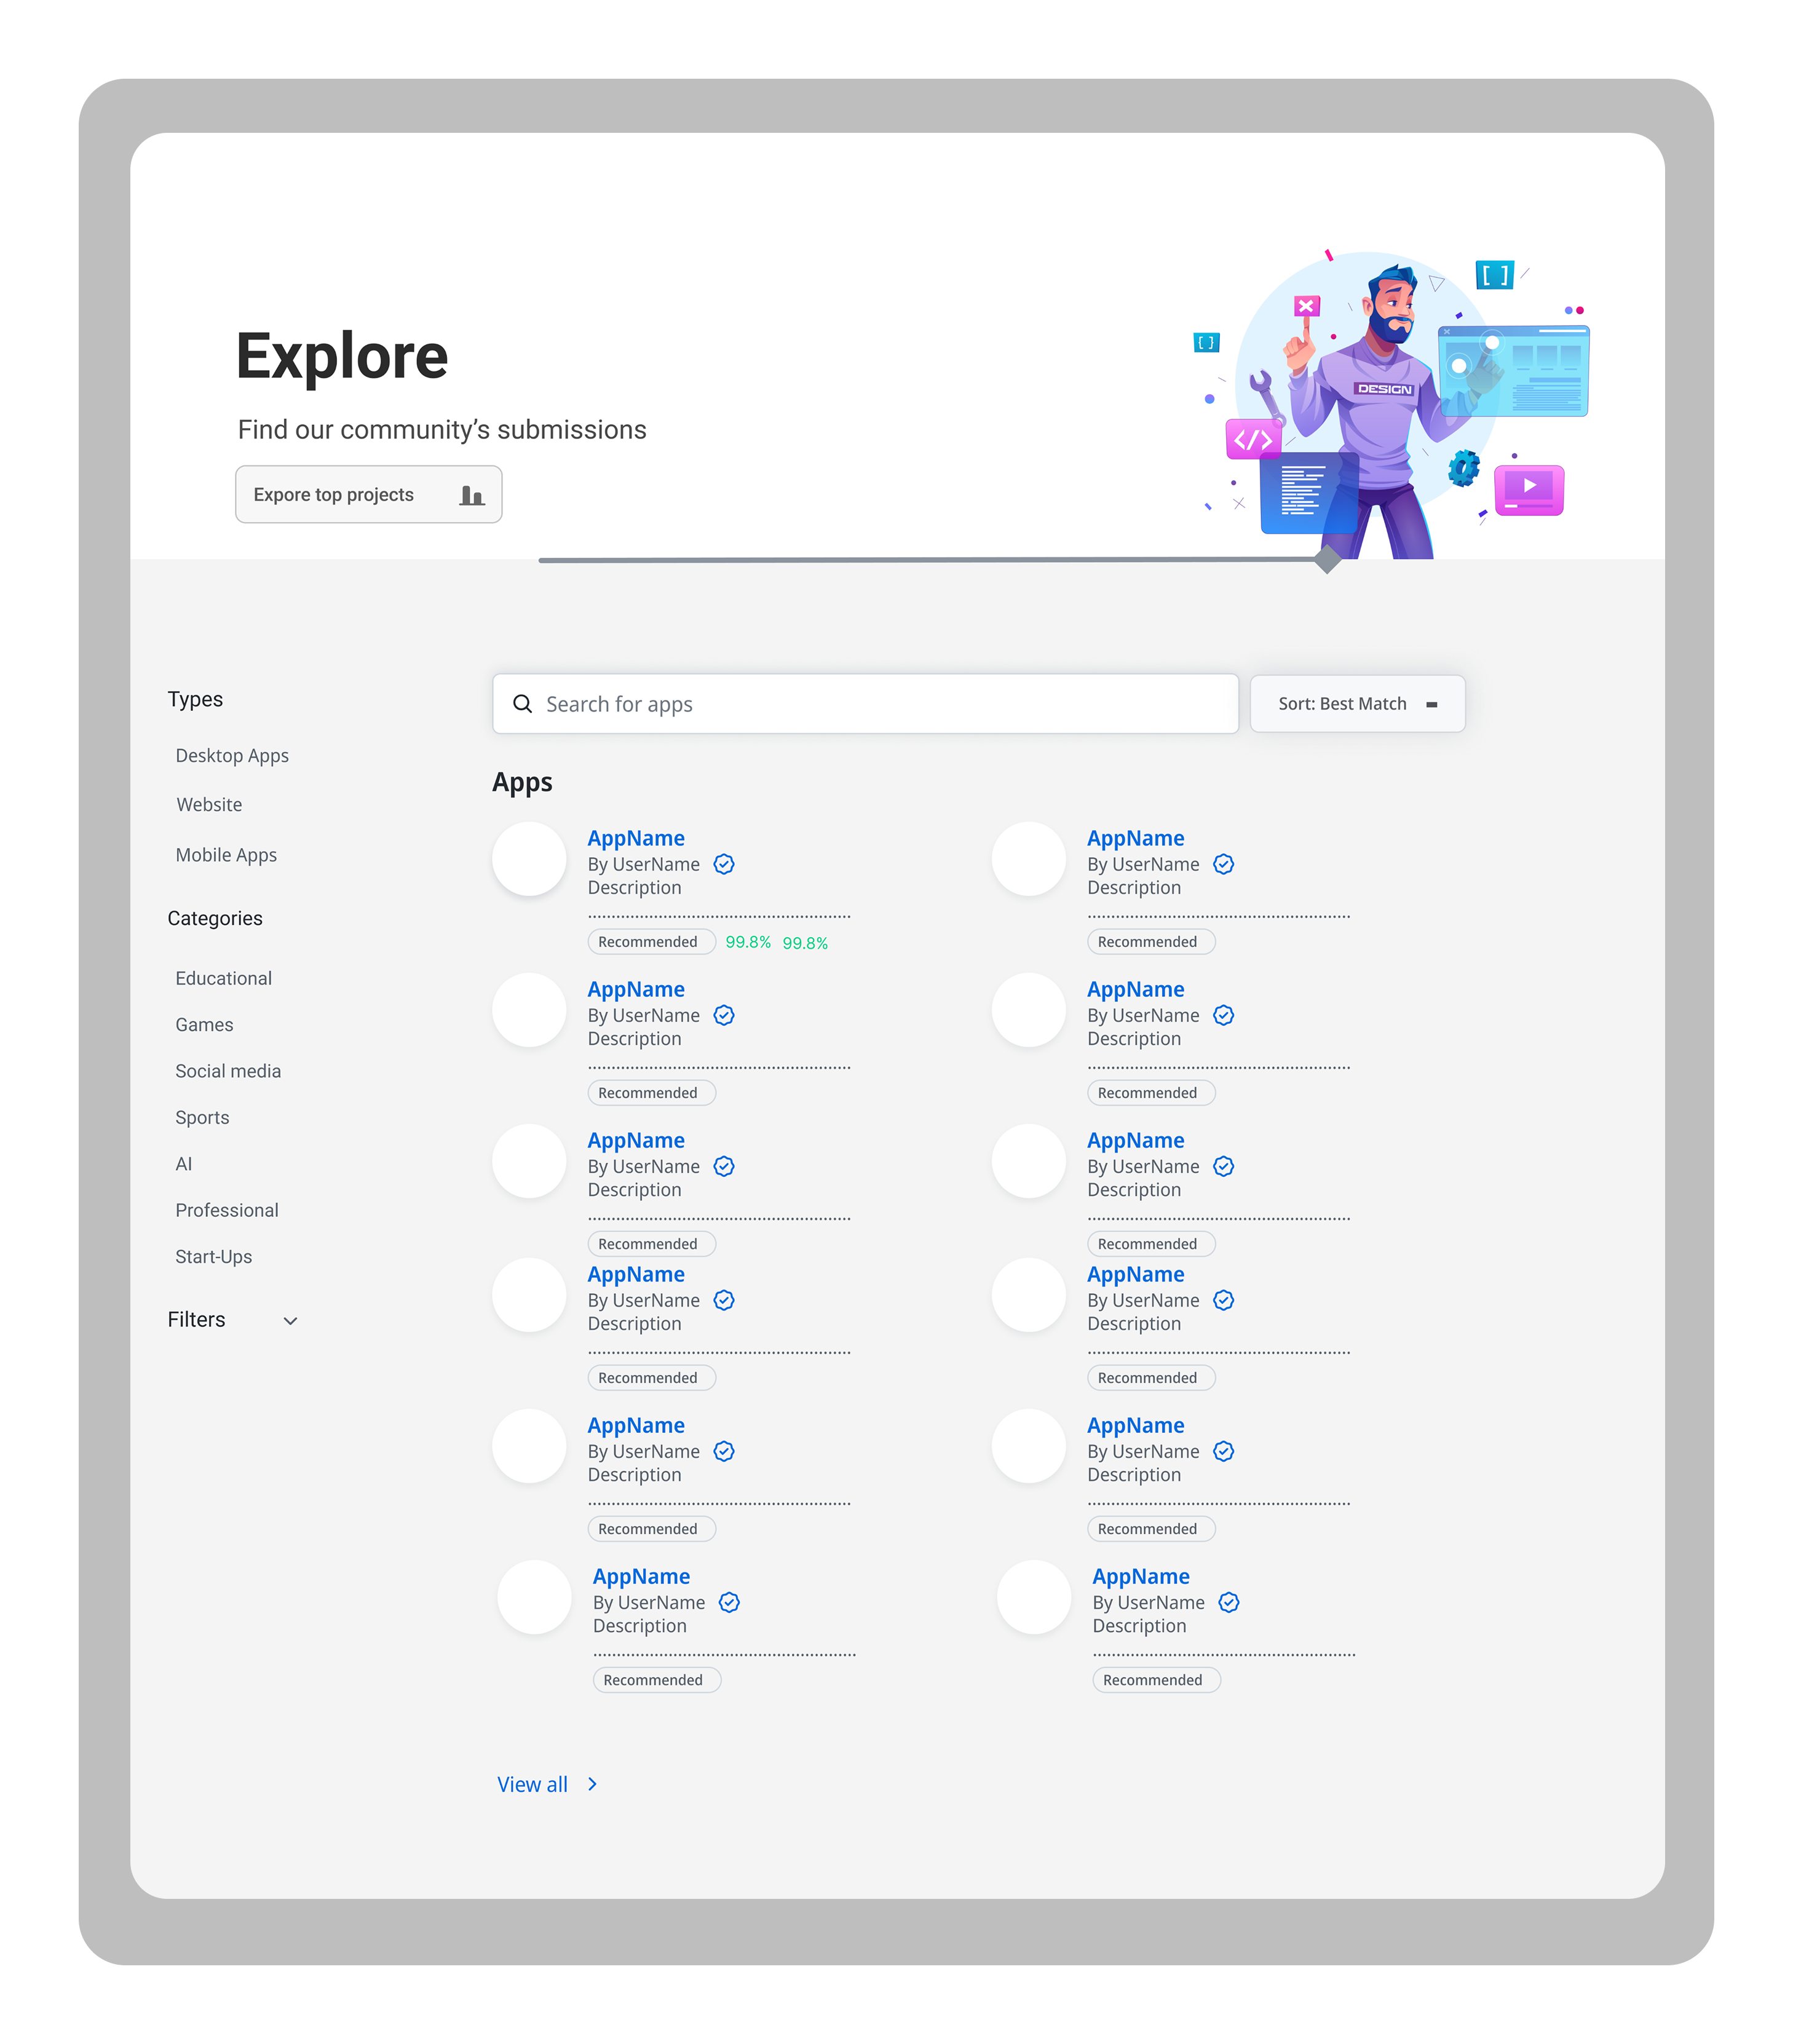 Explore
Find our community’s submissions
Expore top projects
DESIGN
[ ]
[ ]
</>
Types
Desktop Apps
Website
Mobile Apps
Categories
Educational
Games
Social media
Sports
AI
Professional
Start-Ups
Filters
Search for apps
Sort: Best Match
Apps
AppName
By UserName
Description
Recommended 99.8% 99.8%
AppName
By UserName
Description
Recommended
AppName
By UserName
Description
Recommended
AppName
By UserName
Description
Recommended
AppName
By UserName
Description
Recommended
AppName
By UserName
Description
Recommended
AppName
By UserName
Description
Recommended
AppName
By UserName
Description
Recommended
AppName
By UserName
Description
Recommended
AppName
By UserName
Description
Recommended
AppName
By UserName
Description
Recommended
AppName
By UserName
Description
Recommended
View all